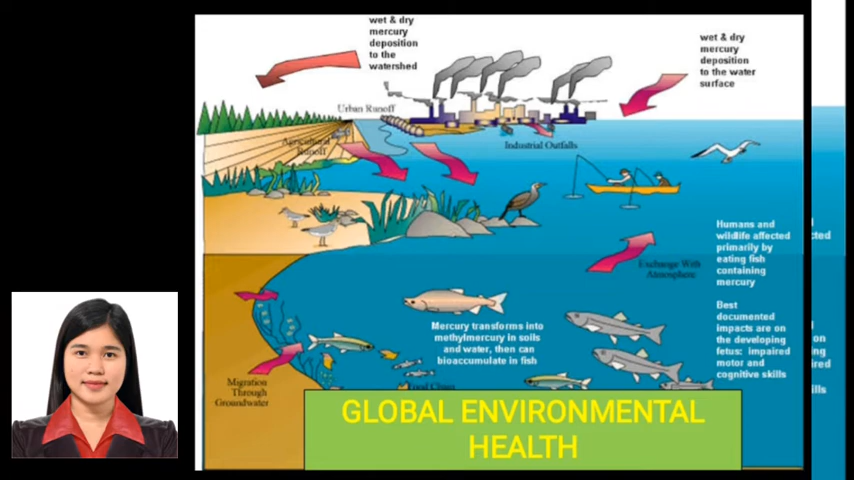 wet & dry
mercury
deposition
to the
watershed
wet & dry
mercury
deposition
to the water
surface
Urban Runoff
Agricultural
Runoff
Industrial Outfalls
Humans and
wildlife affected
primarily by
eating fish
containing
mercury
Exchange With
Atmosphere
Best
documented
impacts are on
the developing
fetus: impaired
motor and
cognitive skills
Mercury transforms into
methylmercury in soils
and water, then can
bioaccumulate in fish
Migration
Through
Groundwater
GLOBAL ENVIRONMENTAL
HEALTH